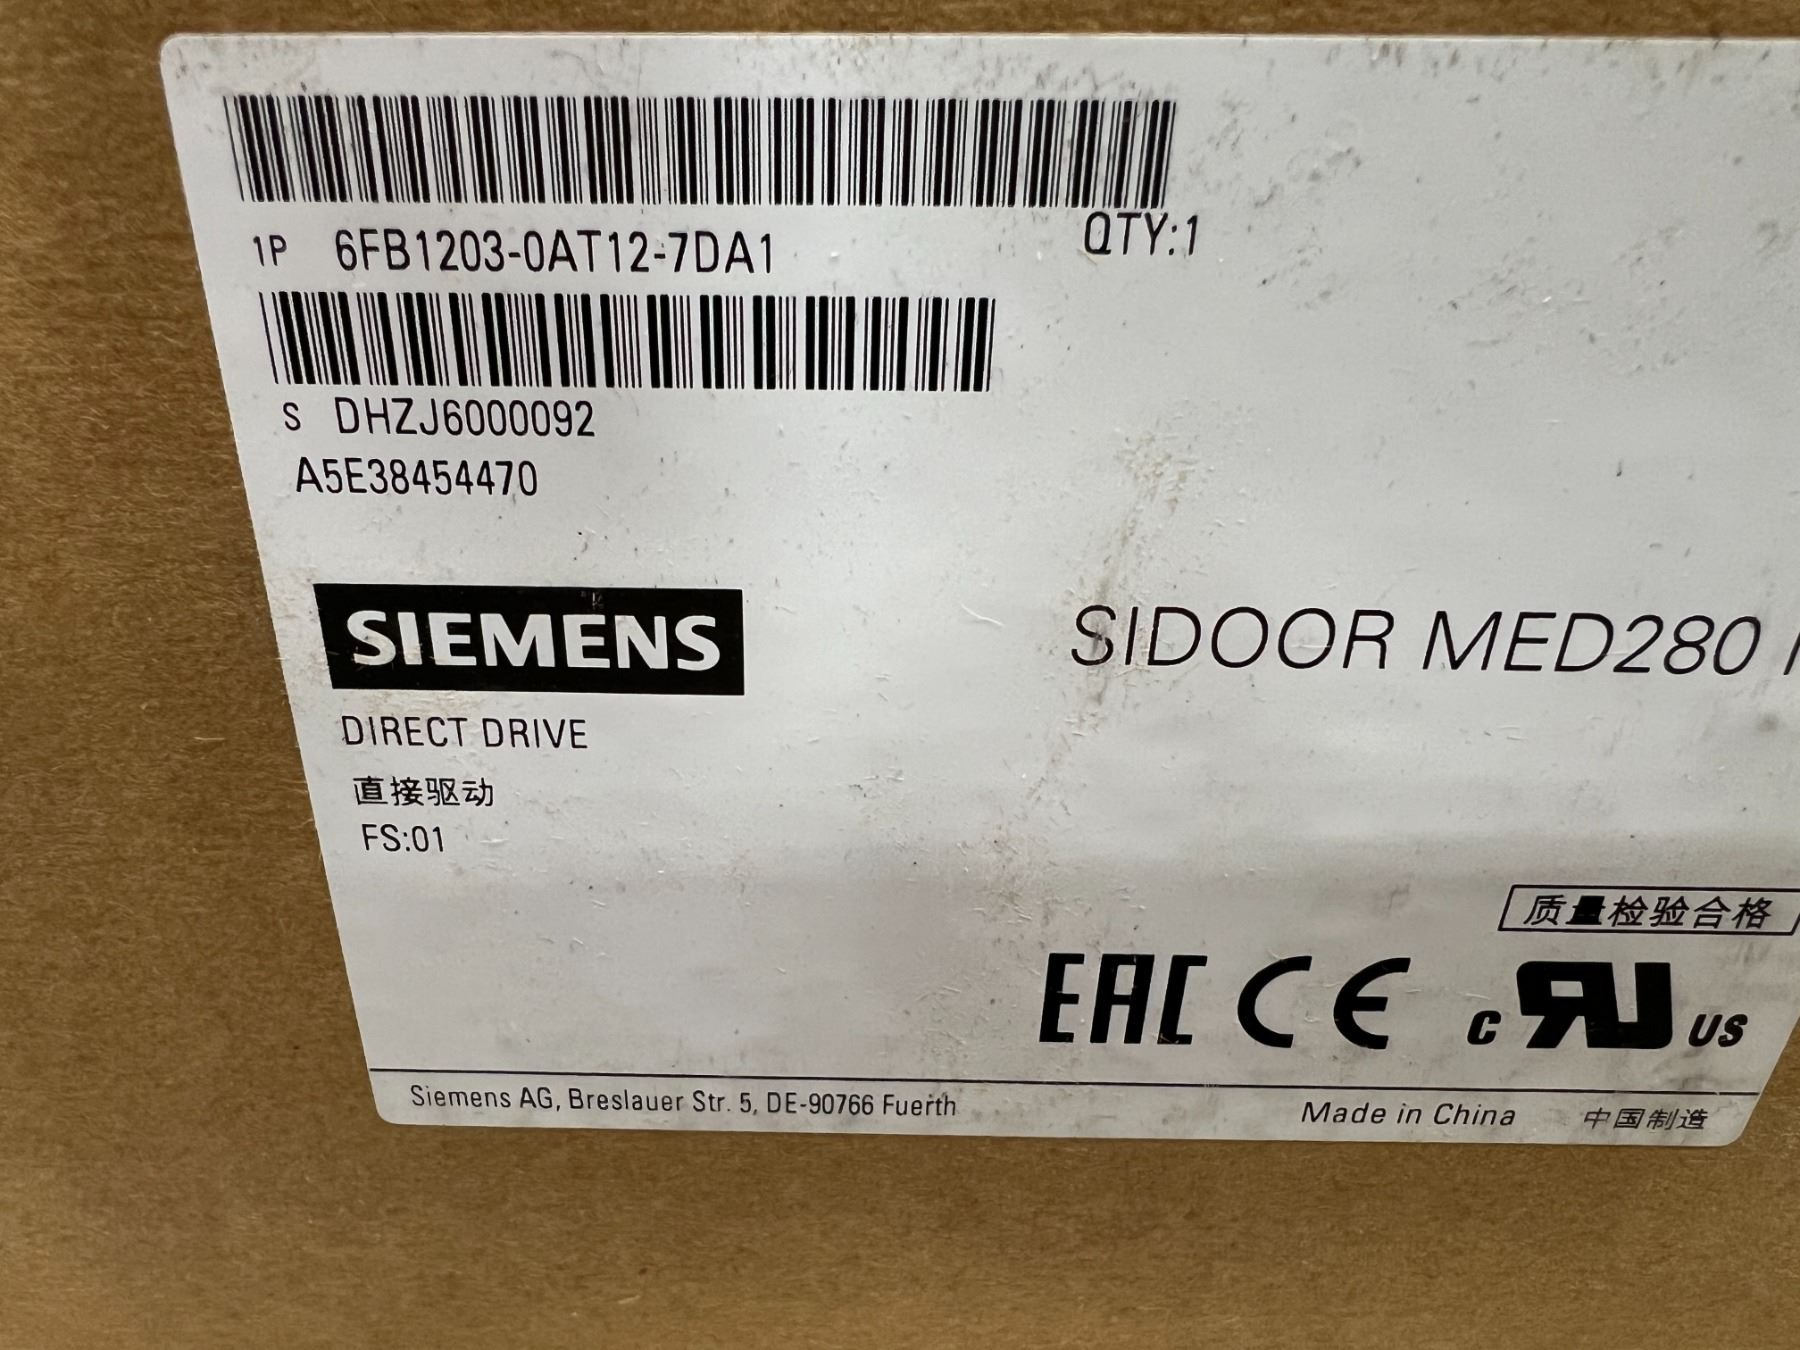 1P 6FB1203-0AT12-7DA1 QTY:1
S DHZJ6000092
A5E38454470
SIEMENS SIDOOR MED280
DIRECT DRIVE
直接驱动
FS:01
质量检验合格
EAC CE c RU US
Siemens AG, Breslauer Str. 5, DE-90766 Fuerth Made in China 中国制造